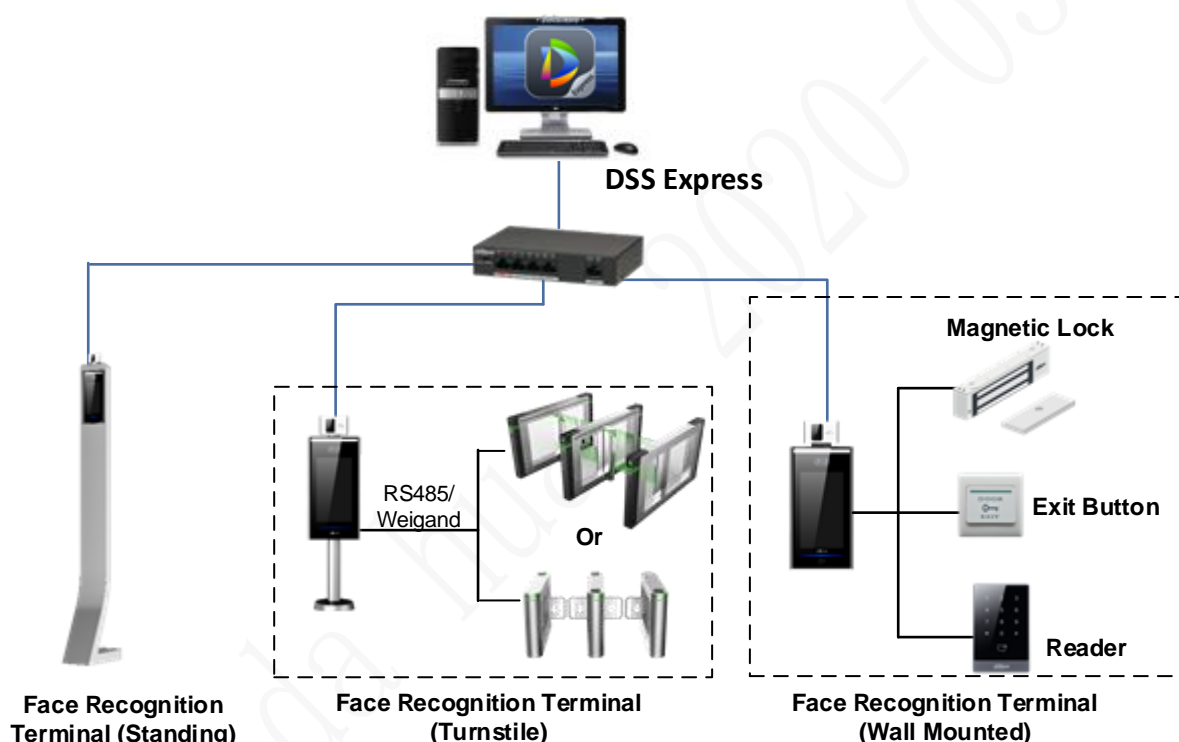 DSS Express
Magnetic Lock
RS485/
Weigand
Or
Exit Button
Reader
Face Recognition
Terminal (Standing)
Face Recognition Terminal
(Turnstile)
Face Recognition Terminal
(Wall Mounted)